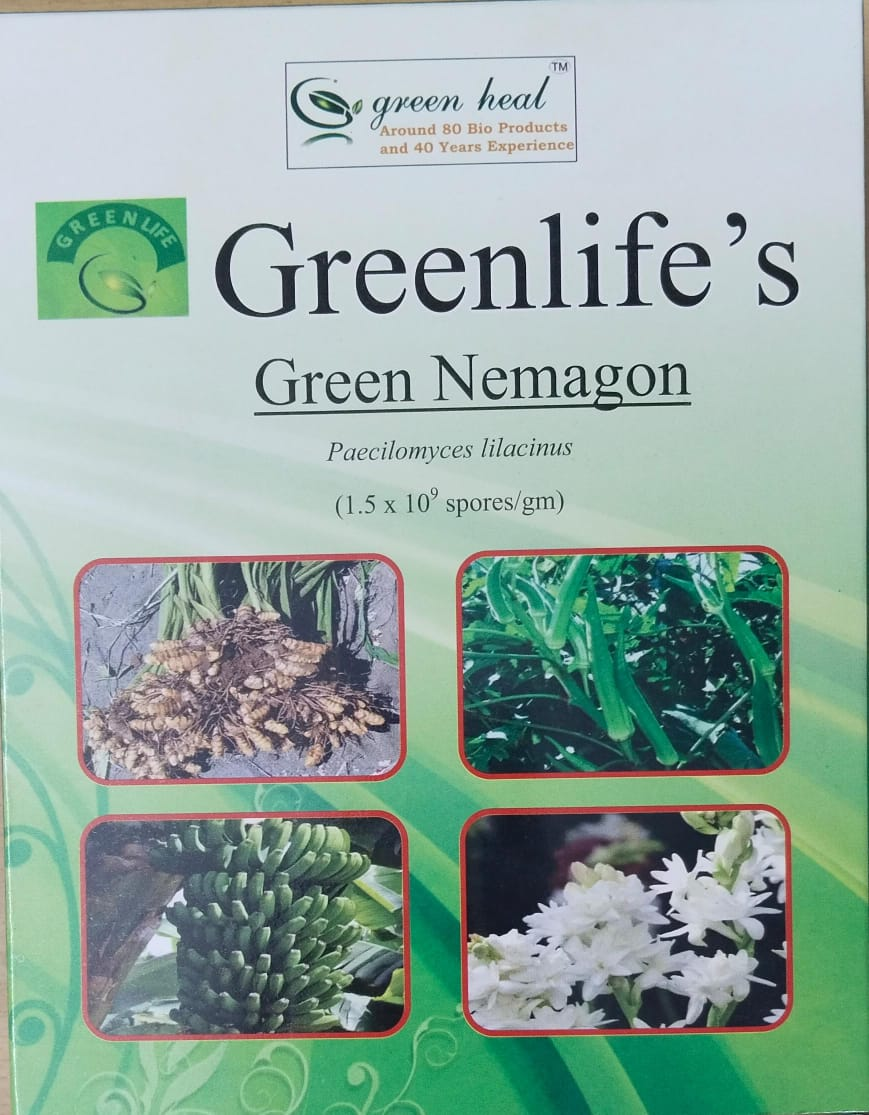 green heal ™
Around 80 Bio Products
and 40 Years Experience
GREENLIFE
Greenlife’s
Green Nemagon
Paecilomyces lilacinus
(1.5 x 10⁹ spores/gm)